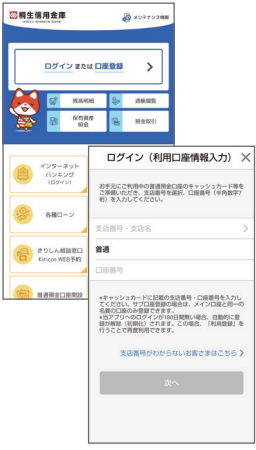 桐生信用金庫
KIRYU SHINKIN BANK
メンテナンス情報
ログイン または 口座登録
残高明細
通帳閲覧
保有資産
照会
預金取引
インターネット
バンキング
(ログイン)
各種ローン
きりしん相談窓口
Kiricos WEB予約
普通預金口座開設
ログイン（利用口座情報入力）
お手元にご利用中の普通預金口座のキャッシュカード等を
ご準備いただき、支店番号を選択、口座番号（半角数字7
桁）を入力してください。
支店番号・支店名
普通
口座番号
*キャッシュカードに記載の支店番号・口座番号を入力し
てください。サブ口座登録の場合は、メイン口座と同一の
名義の口座のみ登録できます。
*当アプリへのログインが180日間無い場合、自動的に登
録が解除（初期化）されます。この場合、「利用登録」を
行うことで再度利用できます。
支店番号がわからないお客さまはこちら
次へ